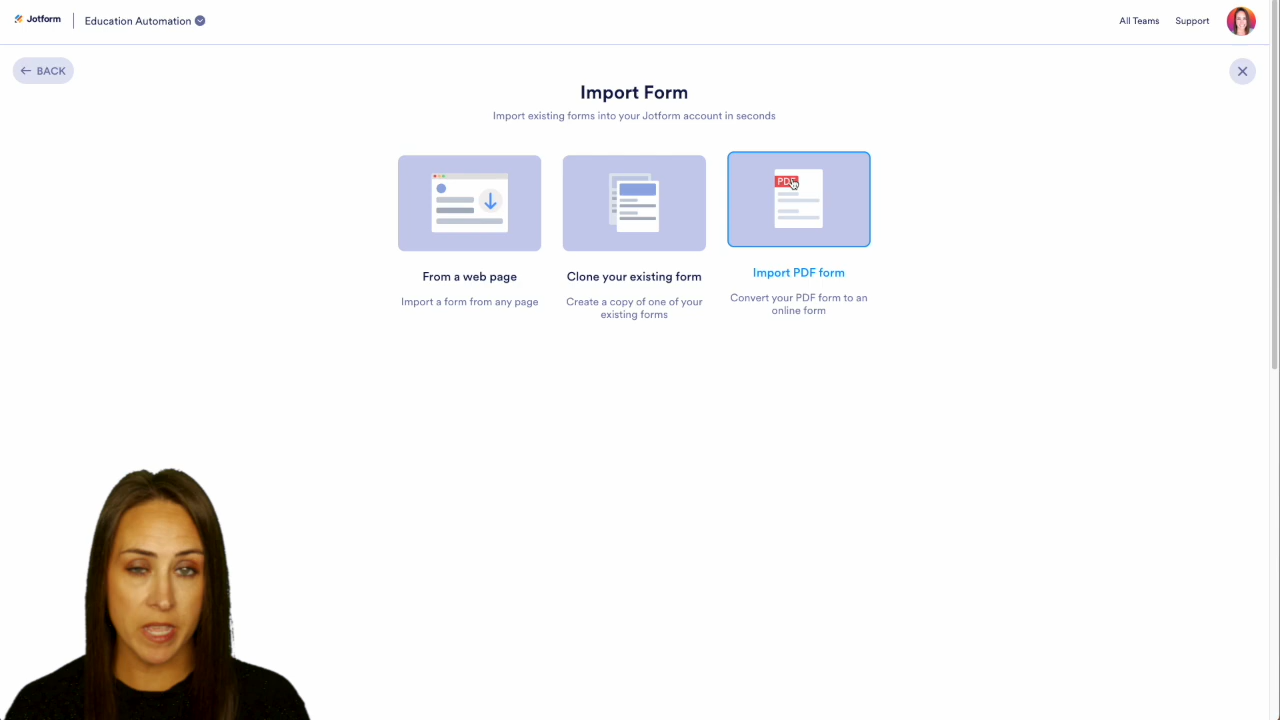 Jotform
Education Automation
All Teams
Support
BACK
Import Form
Import existing forms into your Jotform account in seconds
PDF
From a web page
Clone your existing form
Import PDF form
Import a form from any page
Create a copy of one of your
existing forms
Convert your PDF form to an
online form